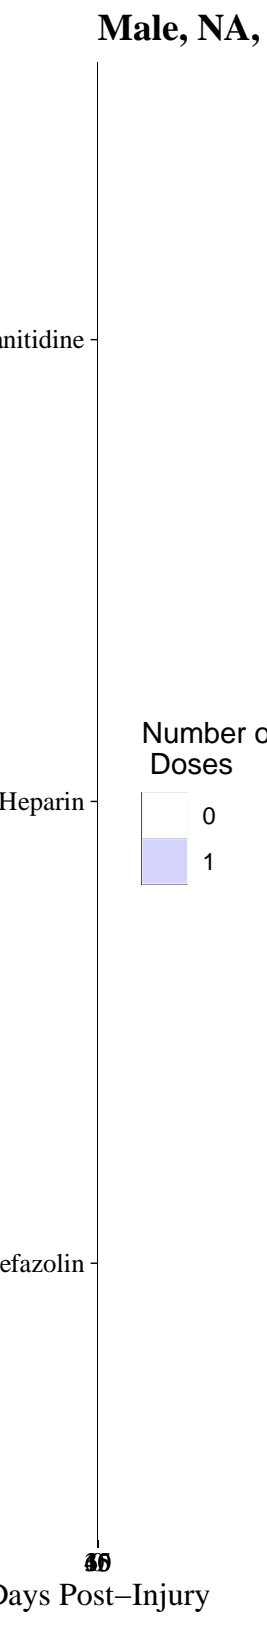 Male, NA,
anitidine
Number o
Doses
0
Heparin
1
efazolin
Days Post−Injury